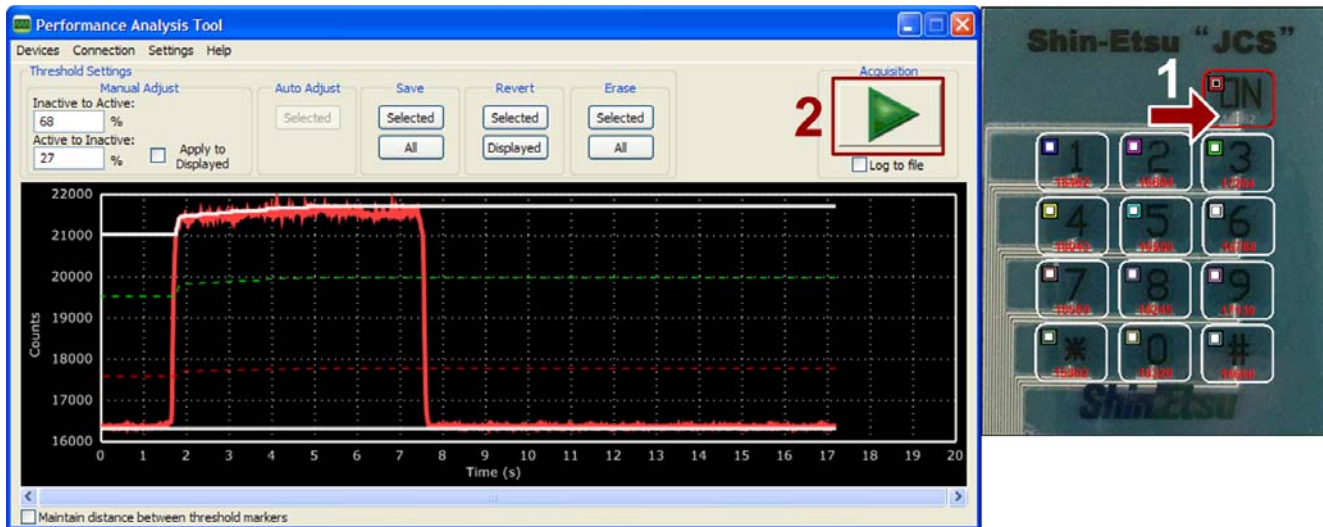 Performance Analysis Tool
Devices Connection Settings Help
Threshold Settings
Manual Adjust
Inactive to Active:
68 %
Active to Inactive:
27 %
Apply to
Displayed
Auto Adjust
Selected
Save
Selected
All
Revert
Selected
Displayed
Erase
Selected
All
Acquisition
2
Log to file
22000
21000
20000
19000
18000
17000
16000
Counts
0 1 2 3 4 5 6 7 8 9 10 11 12 13 14 15 16 17 18 19 20
Time (s)
Maintain distance between threshold markers
Shin-Etsu "JCS"
1
ON
1 2 3
4 5 6
7 8 9
* 0 #
ShinEtsu